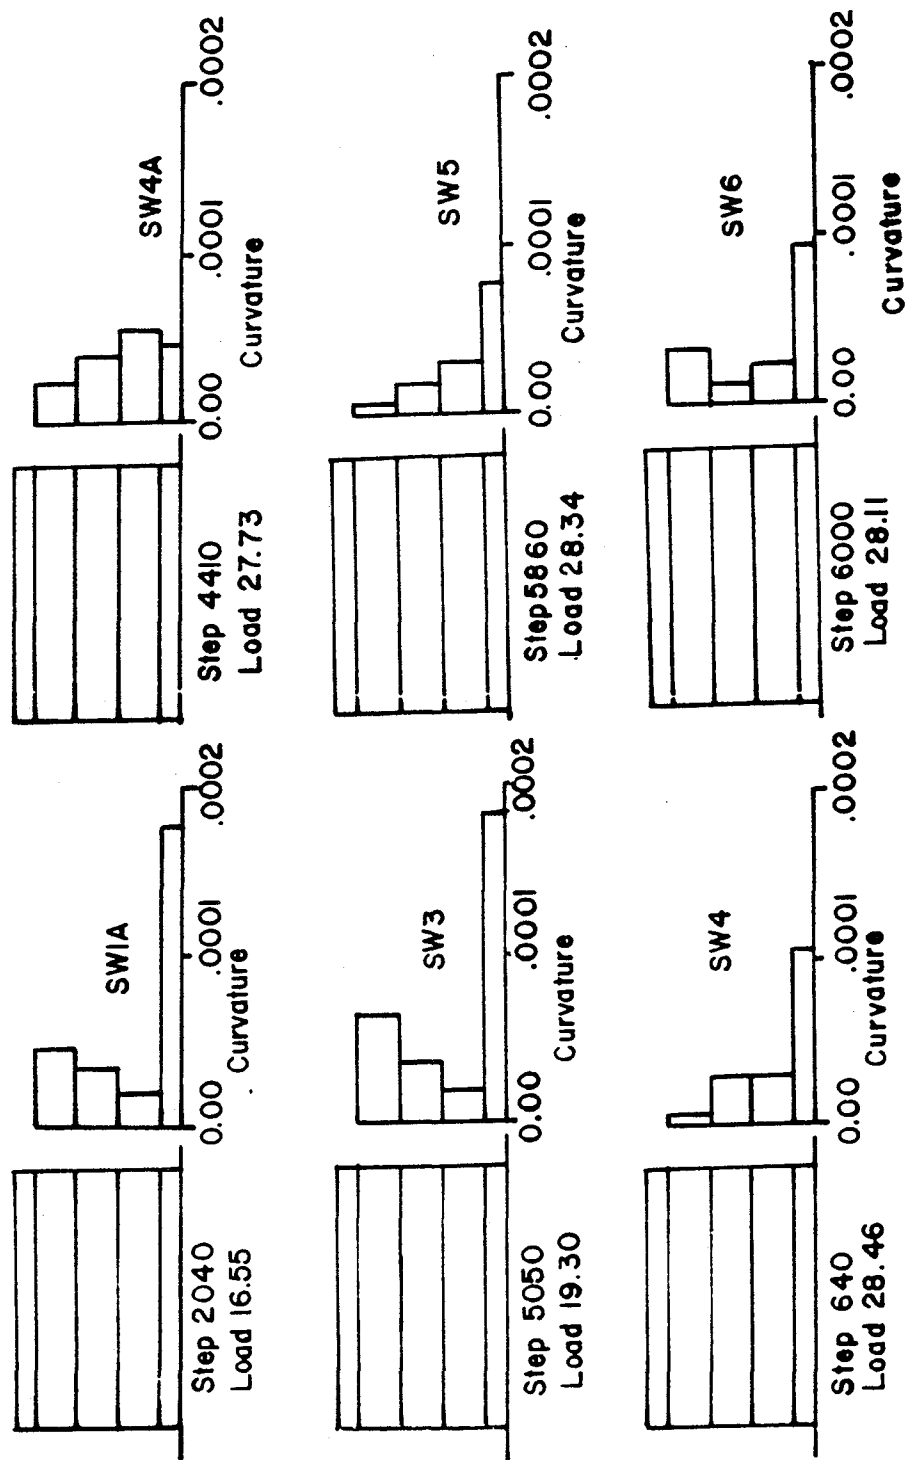 SW1A
0.00 .0001 .0002
Curvature
Step 2040
Load 16.55
SW4A
0.00 .0001 .0002
Curvature
Step 4410
Load 27.73
SW3
0.00 .0001 .0002
Curvature
Step 5050
Load 19.30
SW5
0.00 .0001 .0002
Curvature
Step 5860
Load 28.34
SW4
0.00 .0001 .0002
Curvature
Step 640
Load 28.46
SW6
0.00 .0001 .0002
Curvature
Step 6000
Load 28.11